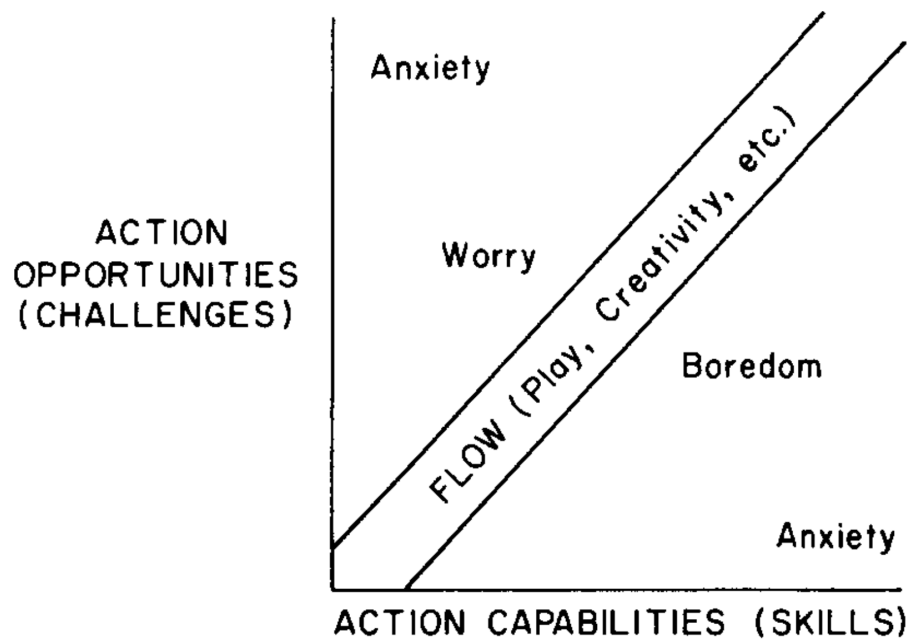 Anxiety
ACTION
OPPORTUNITIES
(CHALLENGES)
Worry
FLOW (Play, Creativity, etc.)
Boredom
Anxiety
ACTION CAPABILITIES (SKILLS)